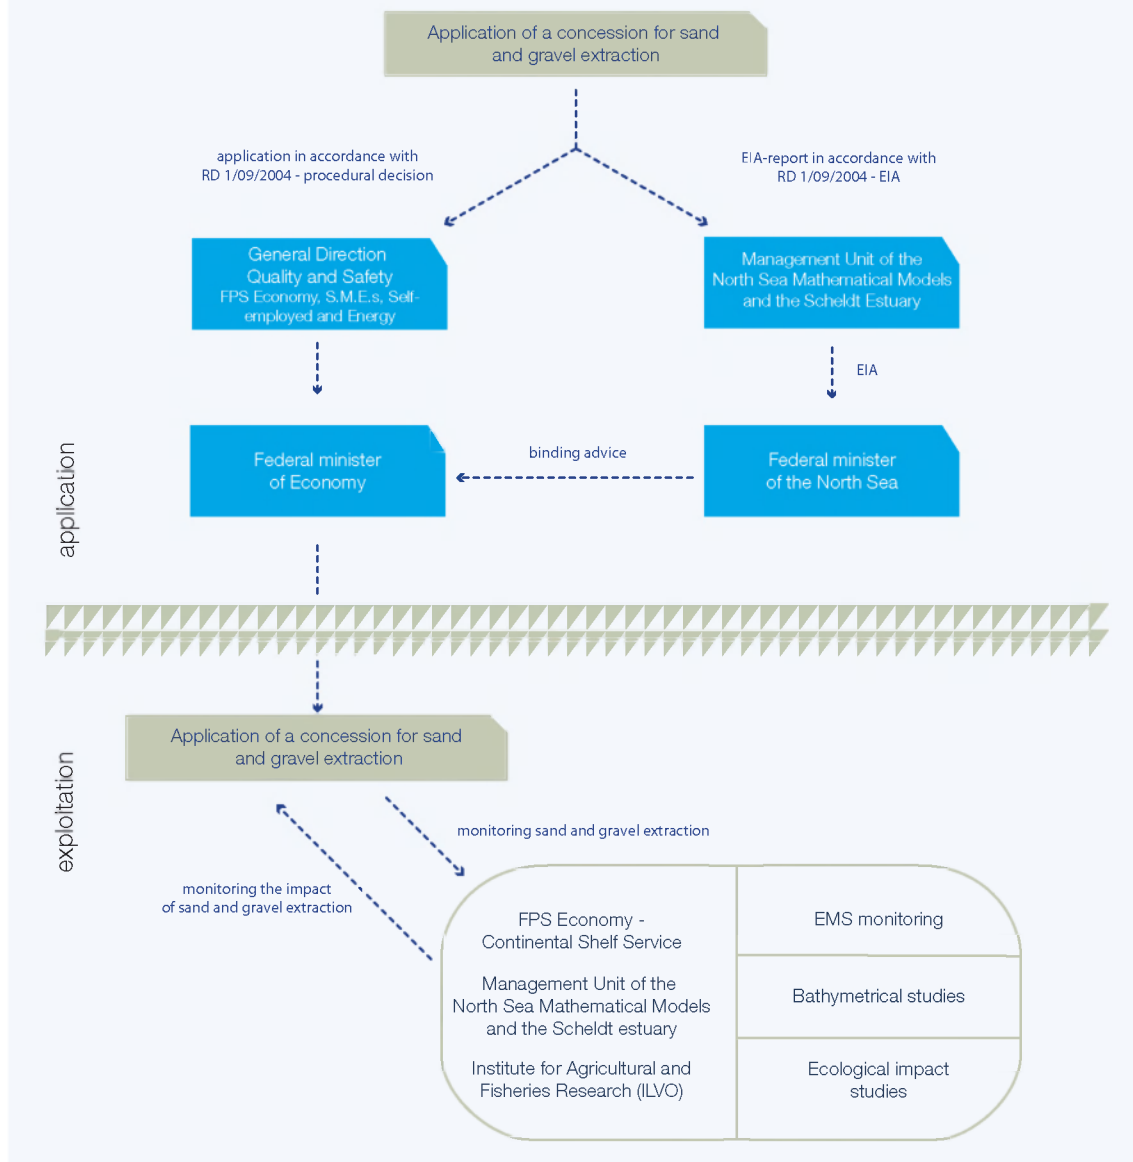 Application of a concession for sand
and gravel extraction
application in accordance with
RD 1/09/2004 - procedural decision
EIA-report in accordance with
RD 1/09/2004 - EIA
General Direction
Quality and Safety
FPS Economy, S.M.E.s, Self-
employed and Energy
Management Unit of the
North Sea Mathematical Models
and the Scheldt Estuary
EIA
application
Federal minister
of Economy
binding advice
Federal minister
of the North Sea
exploitation
Application of a concession for sand
and gravel extraction
monitoring sand and gravel extraction
monitoring the impact
of sand and gravel extraction
FPS Economy -
Continental Shelf Service
Management Unit of the
North Sea Mathematical Models
and the Scheldt estuary
Institute for Agricultural and
Fisheries Research (ILVO)
EMS monitoring
Bathymetrical studies
Ecological impact
studies